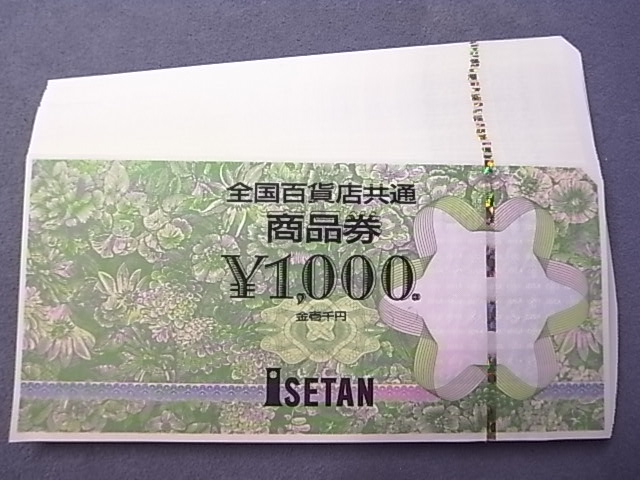 全国百貨店共通
商品券
¥1,000.
金壱千円
ISETAN